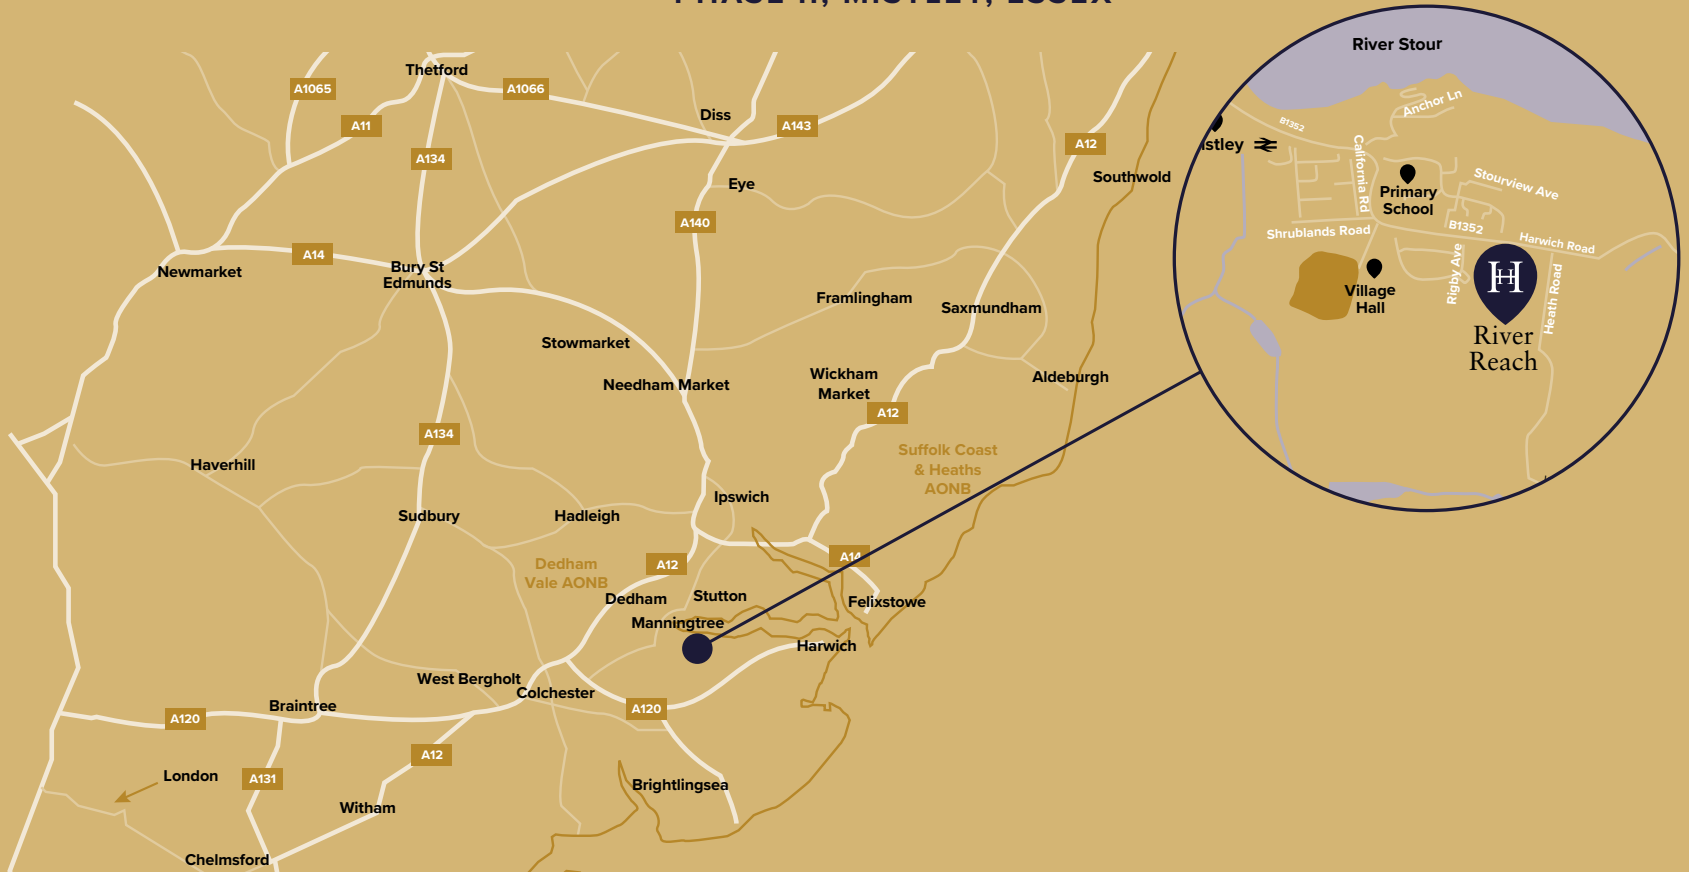 PHASE II, MISTLEY, ESSEX
River Stour
Thetford
A1065
A1066
Anchor Ln
Diss
A11
A143
B1352
A134
A12
istley
California Rd
Southwold
Eye
Primary
School
Stourview Ave
A140
B1352
Shrublands Road
Harwich Road
A14
Newmarket
Bury St
Edmunds
Rigby Ave
H
Heath Road
Village
Hall
Framlingham
Saxmundham
River
Reach
Stowmarket
Needham Market
Wickham
Market
Aldeburgh
A12
A134
Suffolk Coast
& Heaths
AONB
Haverhill
Ipswich
Sudbury
Hadleigh
A14
Dedham
Vale AONB
A12
Dedham
Stutton
Felixstowe
Manningtree
Harwich
West Bergholt
Colchester
Braintree
A120
A120
A12
London
A131
Brightlingsea
Witham
Chelmsford